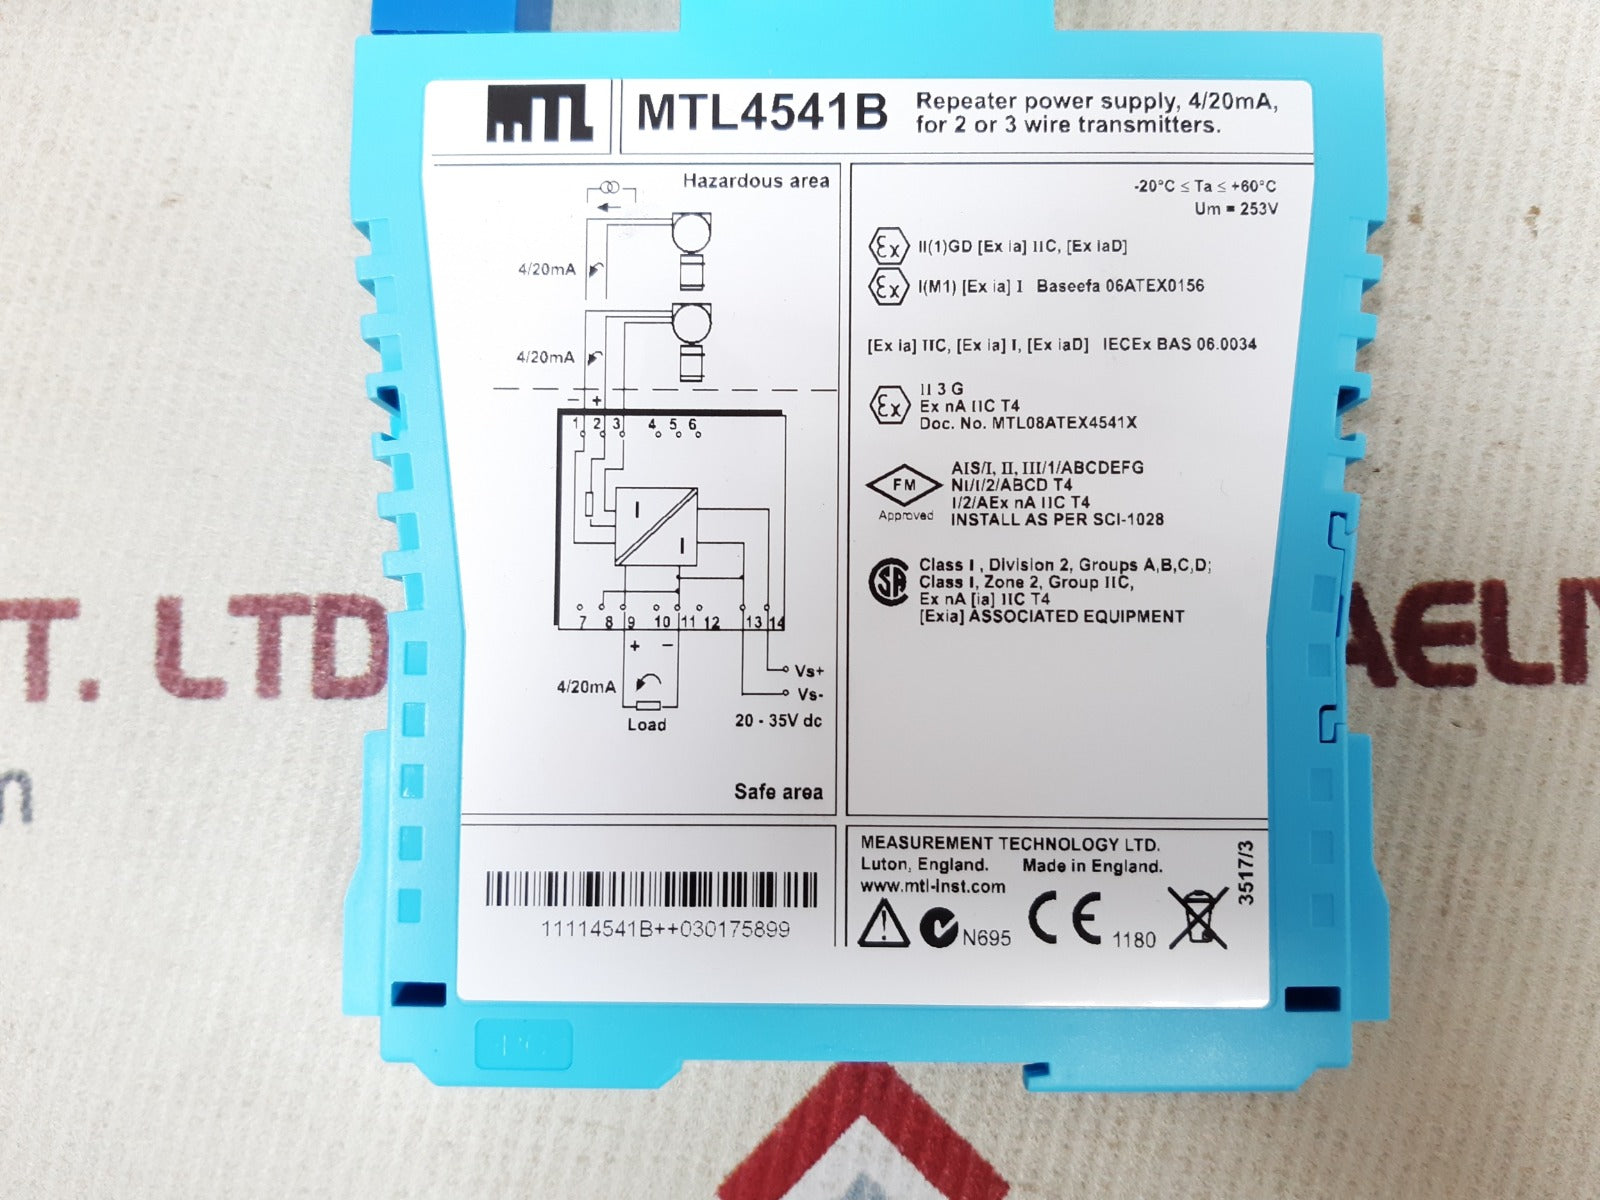 MTL
MTL4541B
Repeater power supply, 4/20mA,
for 2 or 3 wire transmitters.
Hazardous area
4/20mA
4/20mA
− +
1 2 3 4 5 6
I
I
7 8 9 10 11 12 13 14
+ −
4/20mA
Load
Vs+
Vs-
20 - 35V dc
Safe area
-20°C ≤ Ta ≤ +60°C
Um = 253V
Ex II(1)GD [Ex ia] IIC, [Ex iaD]
Ex I(M1) [Ex ia] I Baseefa 06ATEX0156
[Ex ia] IIC, [Ex ia] I, [Ex iaD] IECEx BAS 06.0034
Ex
II 3 G
Ex nA IIC T4
Doc. No. MTL08ATEX4541X
FM
Approved
AIS/I, II, III/1/ABCDEFG
NI/I/2/ABCD T4
I/2/AEx nA IIC T4
INSTALL AS PER SCI-1028
SA
Class I , Division 2, Groups A,B,C,D;
Class I, Zone 2, Group IIC,
Ex nA [ia] IIC T4
[Exia] ASSOCIATED EQUIPMENT
11114541B++030175899
MEASUREMENT TECHNOLOGY LTD.
Luton, England. Made in England.
www.mtl-inst.com
N695
CE
1180
3517/3
T. LTD
AELI